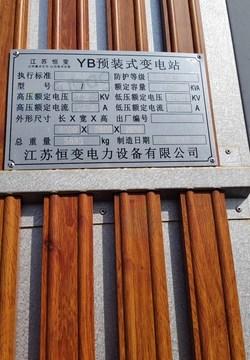 江苏恒变 YB预装式变电站
执行标准 防护等级
型号 / 额定容量 KVA
高压额定电压 KV 低压额定电压 KV
高压额定电流 A 低压额定电流 A
外形尺寸 长X宽X高 出厂编号
X X
总重量 kg 制造日期
江苏恒变电力设备有限公司